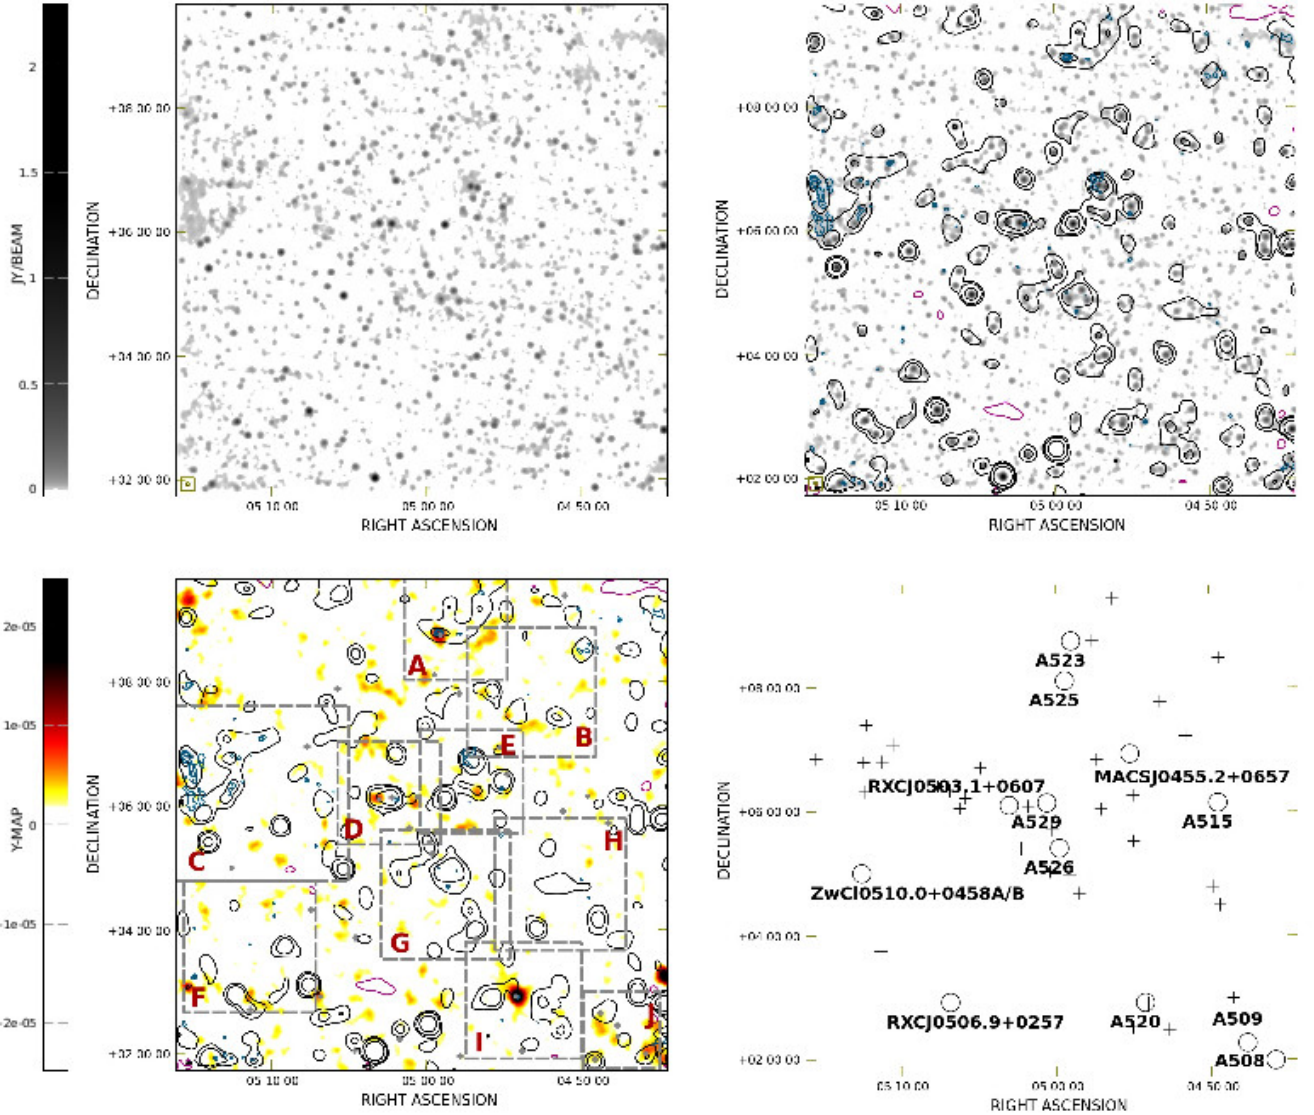 2
1.5
1
0.5
0
JY/BEAM
DECLINATION
+08 00 00
+06 00 00
+04 00 00
+02 00 00
05 10 00
05 00 00
04 50 00
RIGHT ASCENSION
DECLINATION
+08 00 00
+06 00 00
+04 00 00
+02 00 00
05 10 00
05 00 00
04 50 00
RIGHT ASCENSION
2e-05
1e-05
0
-1e-05
-2e-05
Y-MAP
DECLINATION
+08 00 00
+06 00 00
+04 00 00
+02 00 00
A
B
E
D
C
H
G
F
J
I
05 10 00
05 00 00
04 50 00
RIGHT ASCENSION
DECLINATION
+08 00 00
+06 00 00
+04 00 00
+02 00 00
A523
A525
MACSJ0455.2+0657
RXCJ0503.1+0607
A529
A515
A526
ZwCl0510.0+0458A/B
RXCJ0506.9+0257
A520
A509
A508
05 10 00
05 00 00
04 50 00
RIGHT ASCENSION